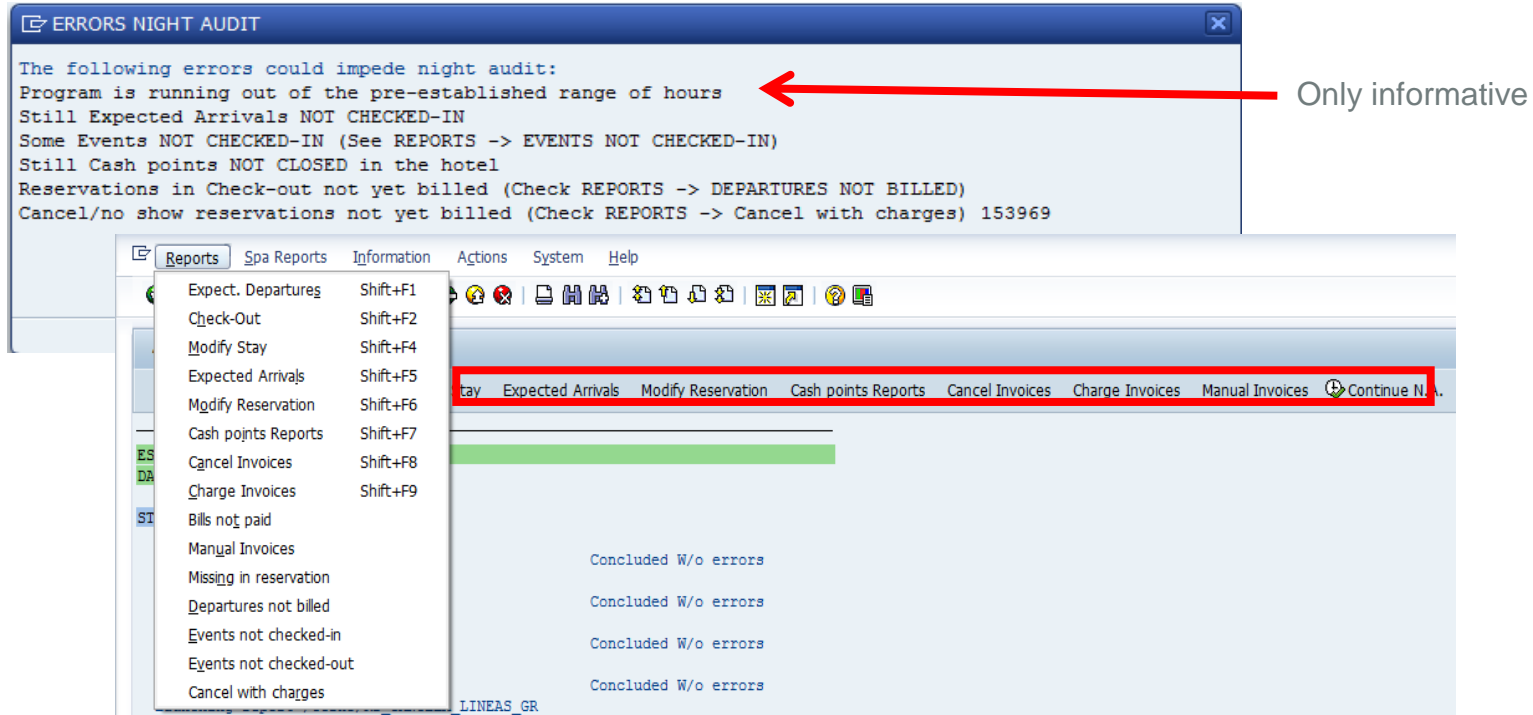 ERRORS NIGHT AUDIT
The following errors could impede night audit:
Program is running out of the pre-established range of hours
Only informative
Still Expected Arrivals NOT CHECKED-IN
Some Events NOT CHECKED-IN (See REPORTS -> EVENTS NOT CHECKED-IN)
Still Cash points NOT CLOSED in the hotel
Reservations in Check-out not yet billed (Check REPORTS -> DEPARTURES NOT BILLED)
Cancel/no show reservations not yet billed (Check REPORTS -> Cancel with charges) 153969
Reports Spa Reports Information Actions System Help
Expect. Departures Shift+F1
Check-Out Shift+F2
Modify Stay Shift+F4
Expected Arrivals Shift+F5
Modify Reservation Shift+F6
Cash points Reports Shift+F7
Cancel Invoices Shift+F8
Charge Invoices Shift+F9
Bills not paid
Manual Invoices
Missing in reservation
Departures not billed
Events not checked-in
Events not checked-out
Cancel with charges
Stay Expected Arrivals Modify Reservation Cash points Reports Cancel Invoices Charge Invoices Manual Invoices Continue N.A.
ES
DA
ST
Concluded W/o errors
Concluded W/o errors
Concluded W/o errors
Concluded W/o errors
LINEAS_GR